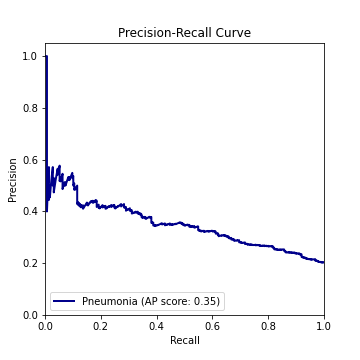 Precision-Recall Curve
1.0
0.8
0.6
0.4
0.2
0.0
Precision
Pneumonia (AP score: 0.35)
0.0 0.2 0.4 0.6 0.8 1.0
Recall